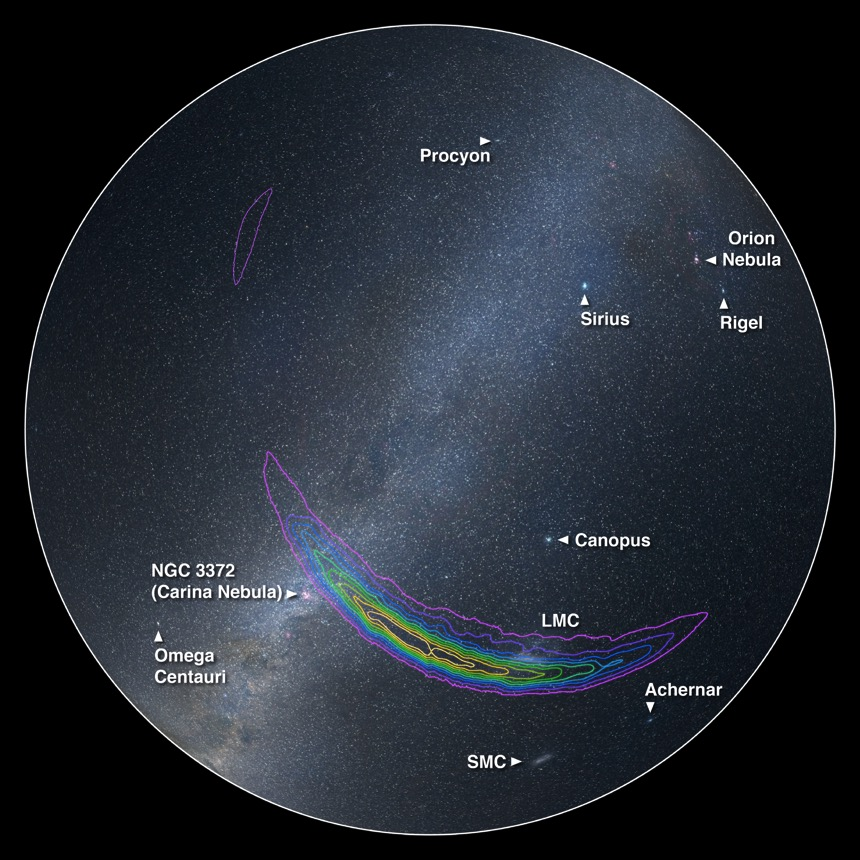 Procyon
Orion
Nebula
Sirius
Rigel
Canopus
NGC 3372
(Carina Nebula)
LMC
Omega
Centauri
Achernar
SMC